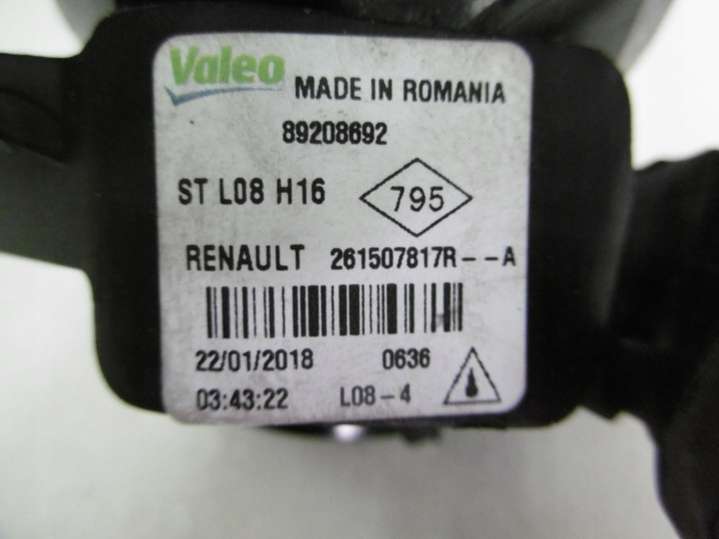 Valeo MADE IN ROMANIA
89208692
ST L08 H16 795
RENAULT 261507817R--A
22/01/2018 0636
03:43:22 L08-4